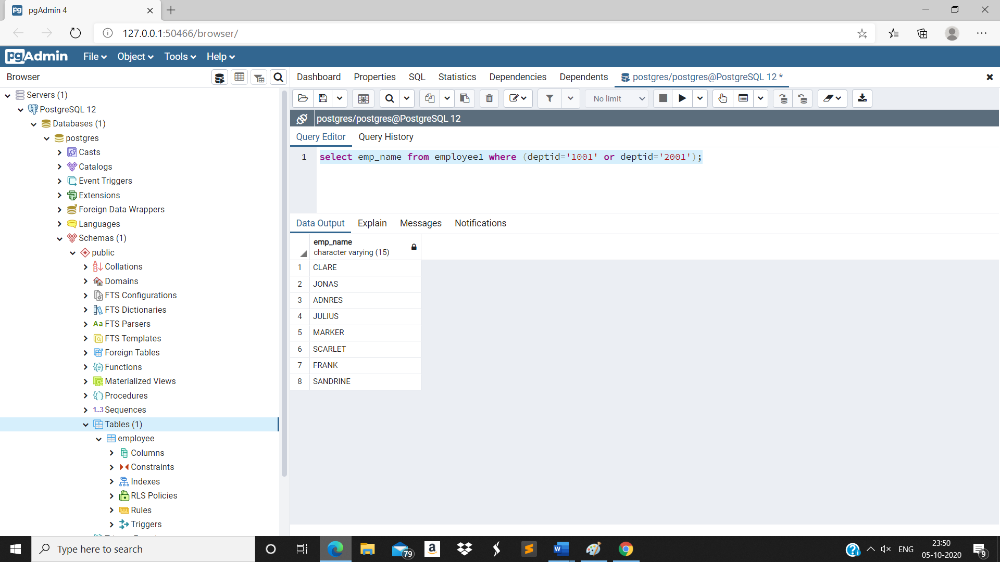 pgAdmin 4
127.0.0.1:50466/browser/
pgAdmin File Object Tools Help
Browser
Dashboard Properties SQL Statistics Dependencies Dependents postgres/postgres@PostgreSQL 12 *
No limit
postgres/postgres@PostgreSQL 12
Query Editor Query History
1 select emp_name from employee1 where (deptid='1001' or deptid='2001');
Data Output Explain Messages Notifications
emp_name
character varying (15)
1 CLARE
2 JONAS
3 ADNRES
4 JULIUS
5 MARKER
6 SCARLET
7 FRANK
8 SANDRINE
Servers (1)
PostgreSQL 12
Databases (1)
postgres
Casts
Catalogs
Event Triggers
Extensions
Foreign Data Wrappers
Languages
Schemas (1)
public
Collations
Domains
FTS Configurations
FTS Dictionaries
Aa FTS Parsers
FTS Templates
Foreign Tables
Functions
Materialized Views
Procedures
1..3 Sequences
Tables (1)
employee
Columns
Constraints
Indexes
RLS Policies
Rules
Triggers
Type here to search
79
ENG
23:50
05-10-2020
9